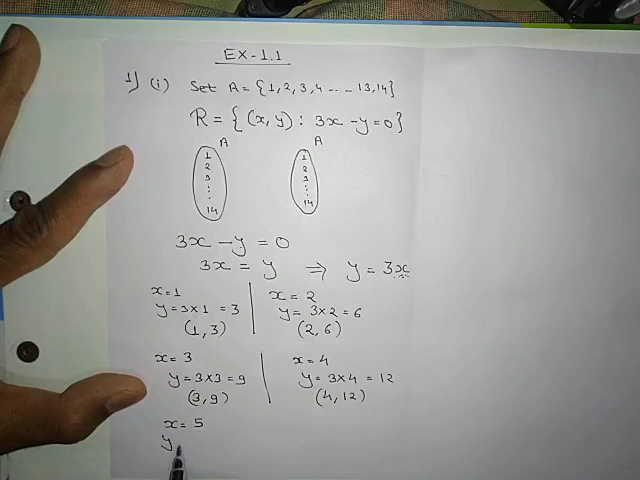 EX-1.1
1) (i) Set A = {1, 2, 3, 4 --- 13, 14}
R = {(x, y) : 3x - y = 0}
A A
1 1
2 2
3 3
⋮ ⋮
14 14
3x - y = 0
3x = y ⇒ y = 3x
x = 1 x = 2
y = 3×1 = 3 y = 3×2 = 6
(1, 3) (2, 6)
x = 3 x = 4
y = 3×3 = 9 y = 3×4 = 12
(3, 9) (4, 12)
x = 5
y